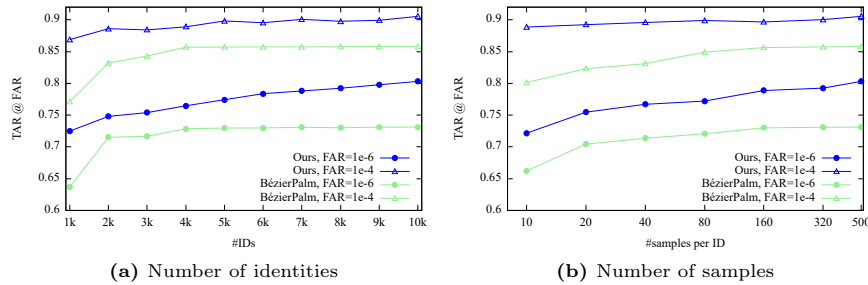 0.9
0.85
0.8
0.75
0.7
0.65
0.6
TAR @ FAR
Ours, FAR=1e-6
Ours, FAR=1e-4
BézierPalm, FAR=1e-6
BézierPalm, FAR=1e-4
1k 2k 3k 4k 5k 6k 7k 8k 9k 10k
#IDs
(a) Number of identities
0.9
0.85
0.8
0.75
0.7
0.65
0.6
TAR @ FAR
Ours, FAR=1e-6
Ours, FAR=1e-4
BézierPalm, FAR=1e-6
BézierPalm, FAR=1e-4
10 20 40 80 160 320 500
#samples per ID
(b) Number of samples